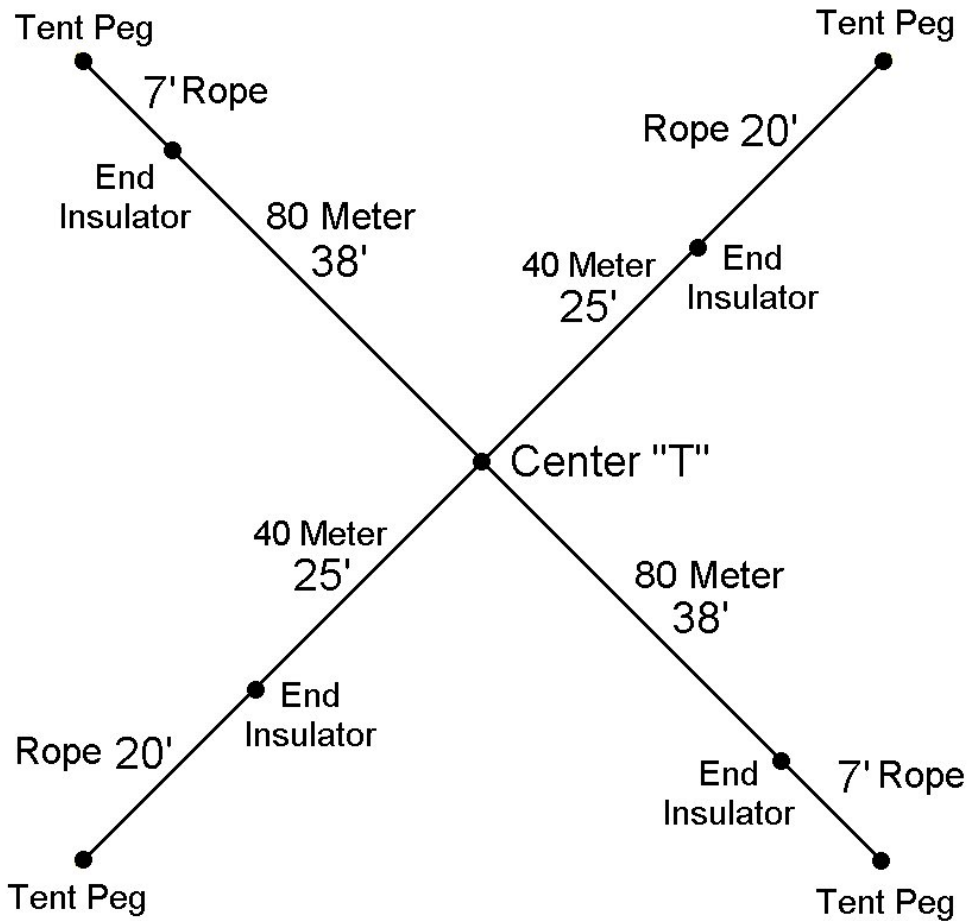 Tent Peg
Tent Peg
7' Rope
Rope 20'
End
Insulator
80 Meter
38'
40 Meter
25'
End
Insulator
Center "T"
40 Meter
25'
80 Meter
38'
End
Insulator
Rope 20'
End
Insulator
7' Rope
Tent Peg
Tent Peg